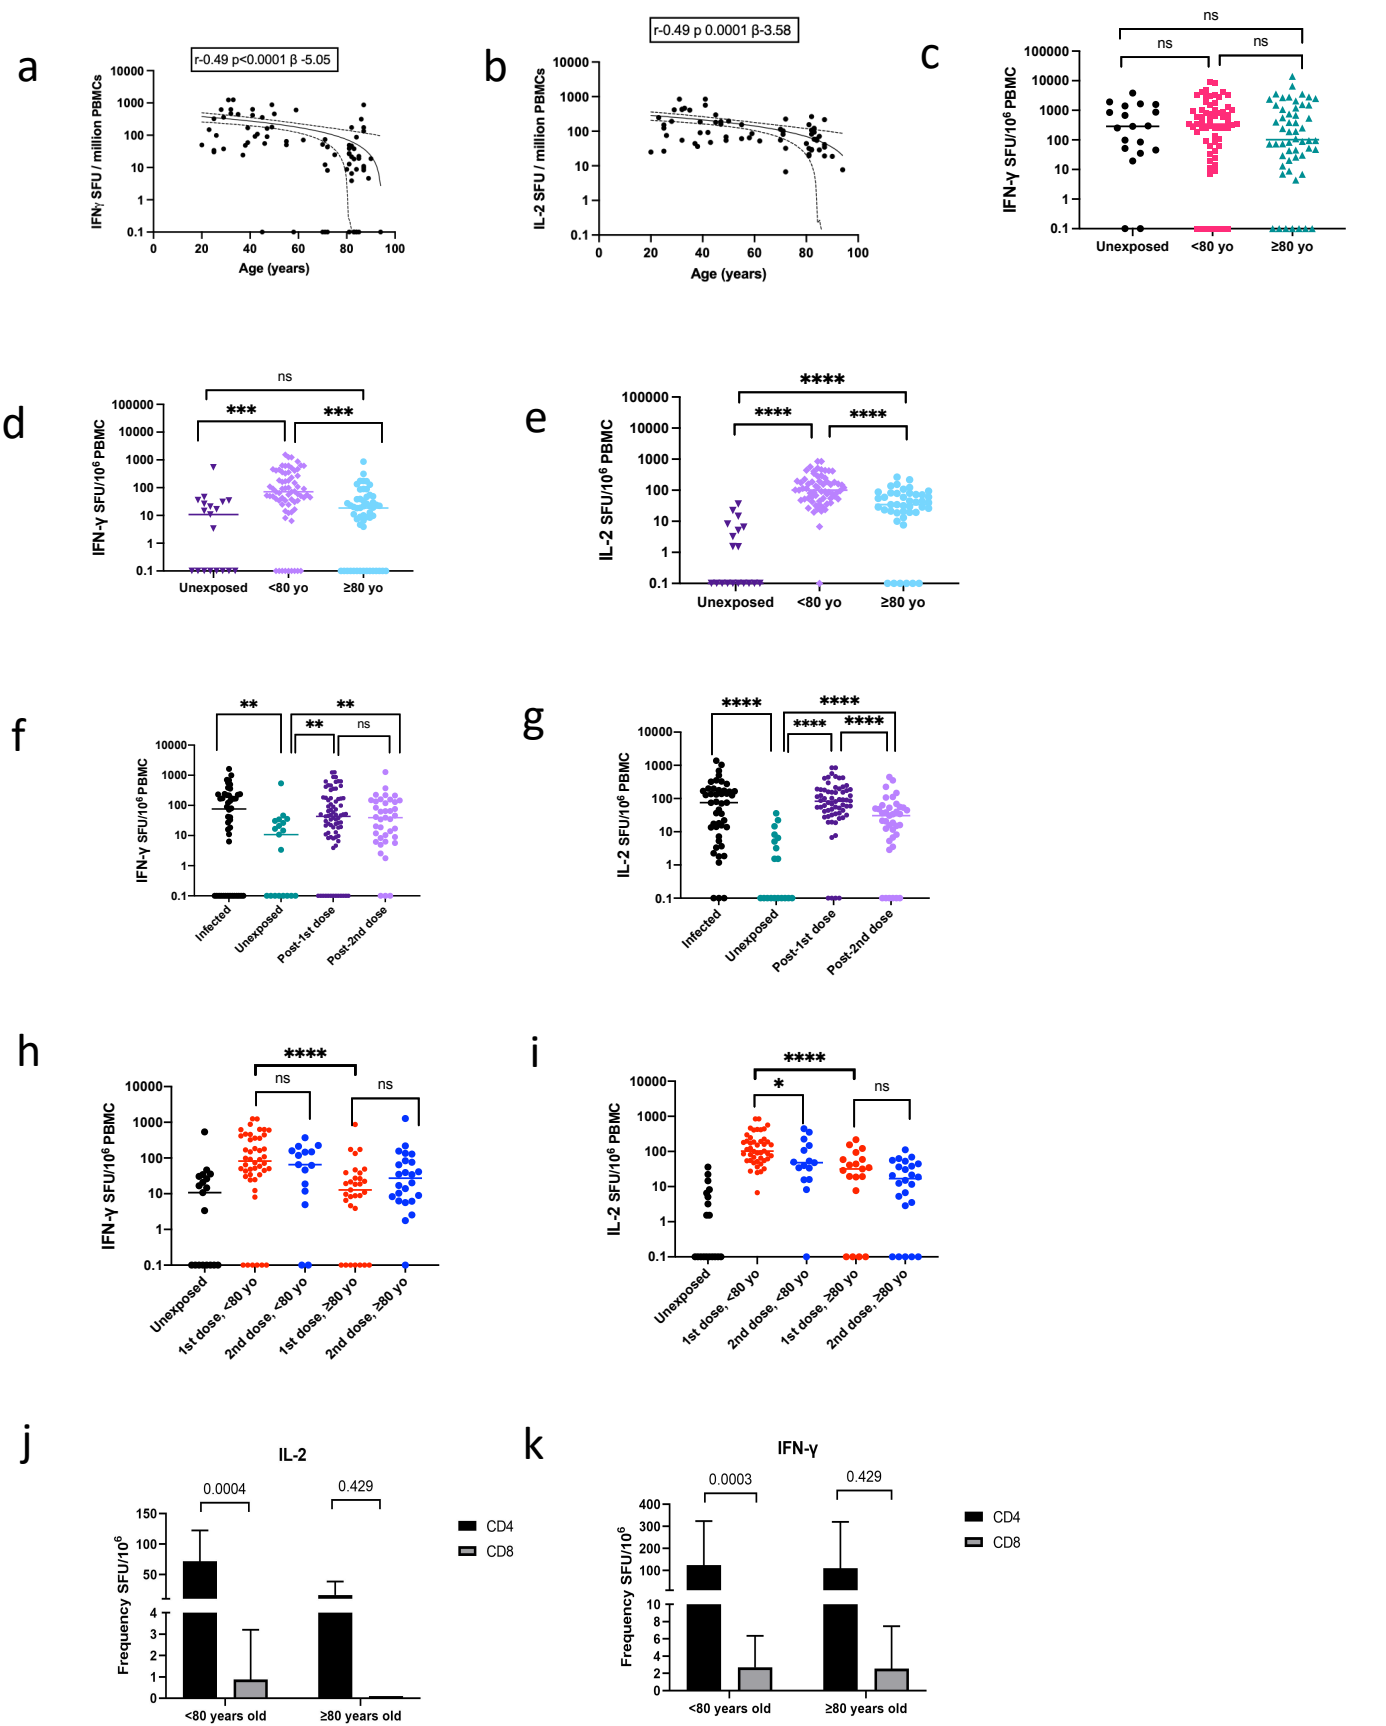 a
r-0.49 p<0.0001 β -5.05
IFNγ SFU / million PBMCs
10000
1000
100
10
1
0.1
0 20 40 60 80 100
Age (years)
b
r-0.49 p 0.0001 β-3.58
IL-2 SFU / million PBMCs
10000
1000
100
10
1
0.1
0 20 40 60 80 100
Age (years)
c
ns
ns ns
IFN-γ SFU/10⁶ PBMC
100000
10000
1000
100
10
1
0.1
Unexposed <80 yo ≥80 yo
d
ns
*** ***
IFN-γ SFU/10⁶ PBMC
100000
10000
1000
100
10
1
0.1
Unexposed <80 yo ≥80 yo
e
****
**** ****
IL-2 SFU/10⁶ PBMC
100000
10000
1000
100
10
1
0.1
Unexposed <80 yo ≥80 yo
f
** **
** ns
IFN-γ SFU/10⁶ PBMC
10000
1000
100
10
1
0.1
Infected
Unexposed
Post-1st dose
Post-2nd dose
g
**** ****
**** ****
IL-2 SFU/10⁶ PBMC
10000
1000
100
10
1
0.1
Infected
Unexposed
Post-1st dose
Post-2nd dose
h
****
ns ns
IFN-γ SFU/10⁶ PBMC
10000
1000
100
10
1
0.1
Unexposed
1st dose, <80 yo
2nd dose, <80 yo
1st dose, ≥80 yo
2nd dose, ≥80 yo
i
****
* ns
IL-2 SFU/10⁶ PBMC
10000
1000
100
10
1
0.1
Unexposed
1st dose, <80 yo
2nd dose, <80 yo
1st dose, ≥80 yo
2nd dose, ≥80 yo
j
IL-2
0.0004 0.429
Frequency SFU/10⁶
150
100
50
4
3
2
1
0
<80 years old ≥80 years old
CD4
CD8
k
IFN-γ
0.0003 0.429
Frequency SFU/10⁶
400
300
200
100
10
8
6
4
2
0
<80 years old ≥80 years old
CD4
CD8